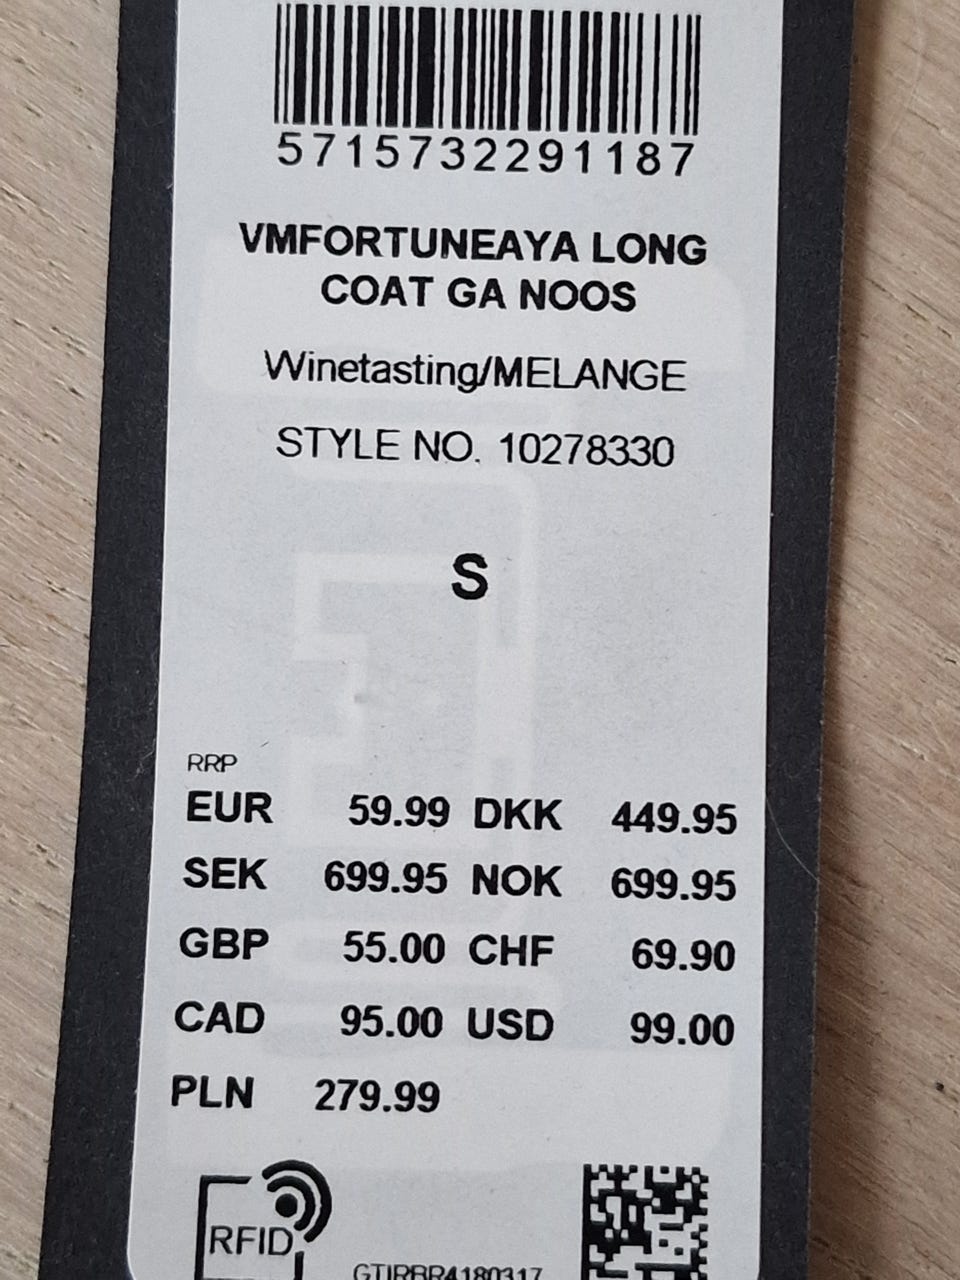 5715732291187
VMFORTUNEAYA LONG
COAT GA NOOS
Winetasting/MELANGE
STYLE NO. 10278330
S
RRP
EUR 59.99 DKK 449.95
SEK 699.95 NOK 699.95
GBP 55.00 CHF 69.90
CAD 95.00 USD 99.00
PLN 279.99
RFID
GTIRBR4180317